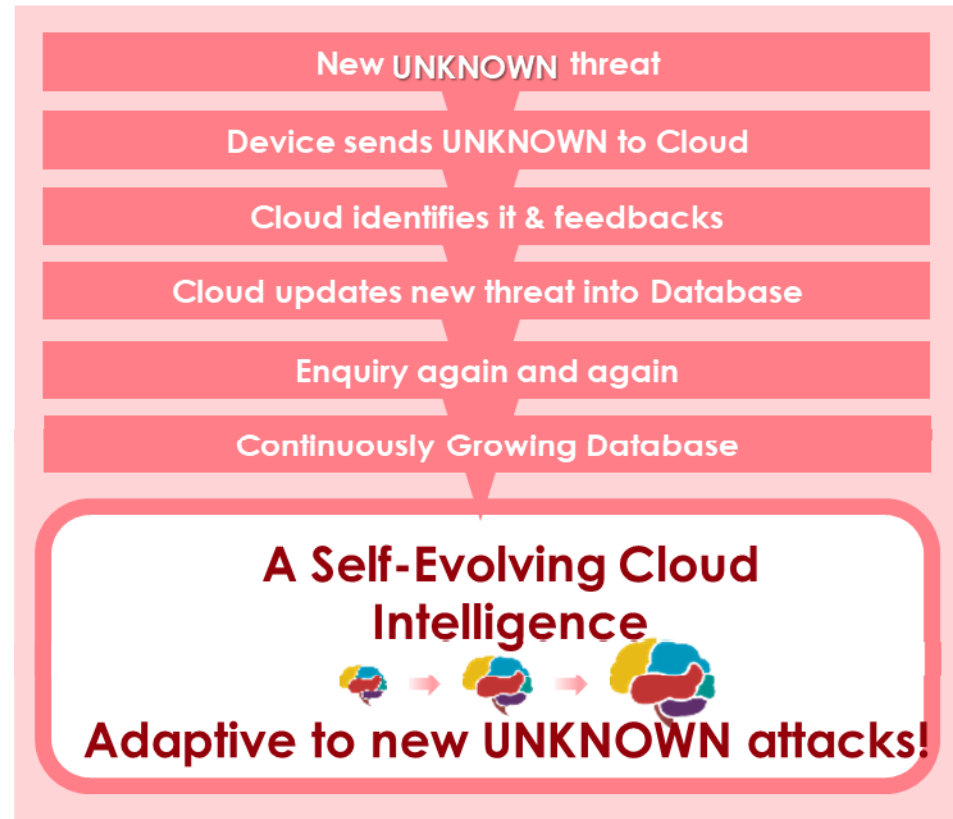 New UNKNOWN threat
Device sends UNKNOWN to Cloud
Cloud identifies it & feedbacks
Cloud updates new threat into Database
Enquiry again and again
Continuously Growing Database
A Self-Evolving Cloud
Intelligence
Adaptive to new UNKNOWN attacks!